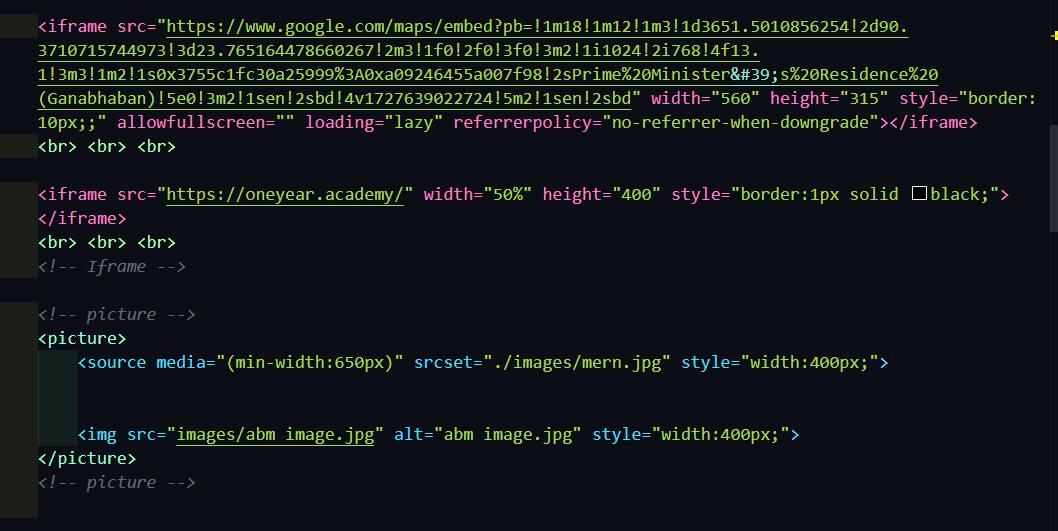 <iframe src="https://www.google.com/maps/embed?pb=!1m18!1m12!1m3!1d3651.5010856254!2d90.
3710715744973!3d23.765164478660267!2m3!1f0!2f0!3f0!3m2!1i1024!2i768!4f13.
1!3m3!1m2!1s0x3755c1fc30a25999%3A0xa09246455a007f98!2sPrime%20Minister&#39;s%20Residence%20
(Ganabhaban)!5e0!3m2!1sen!2sbd!4v1727639022724!5m2!1sen!2sbd" width="560" height="315" style="border:
10px;;" allowfullscreen="" loading="lazy" referrerpolicy="no-referrer-when-downgrade"></iframe>
<br> <br> <br>
<iframe src="https://oneyear.academy/" width="50%" height="400" style="border:1px solid black;">
</iframe>
<br> <br> <br>
<!-- Iframe -->
<!-- picture -->
<picture>
<source media="(min-width:650px)" srcset="./images/mern.jpg" style="width:400px;">
<img src="images/abm image.jpg" alt="abm image.jpg" style="width:400px;">
</picture>
<!-- picture -->